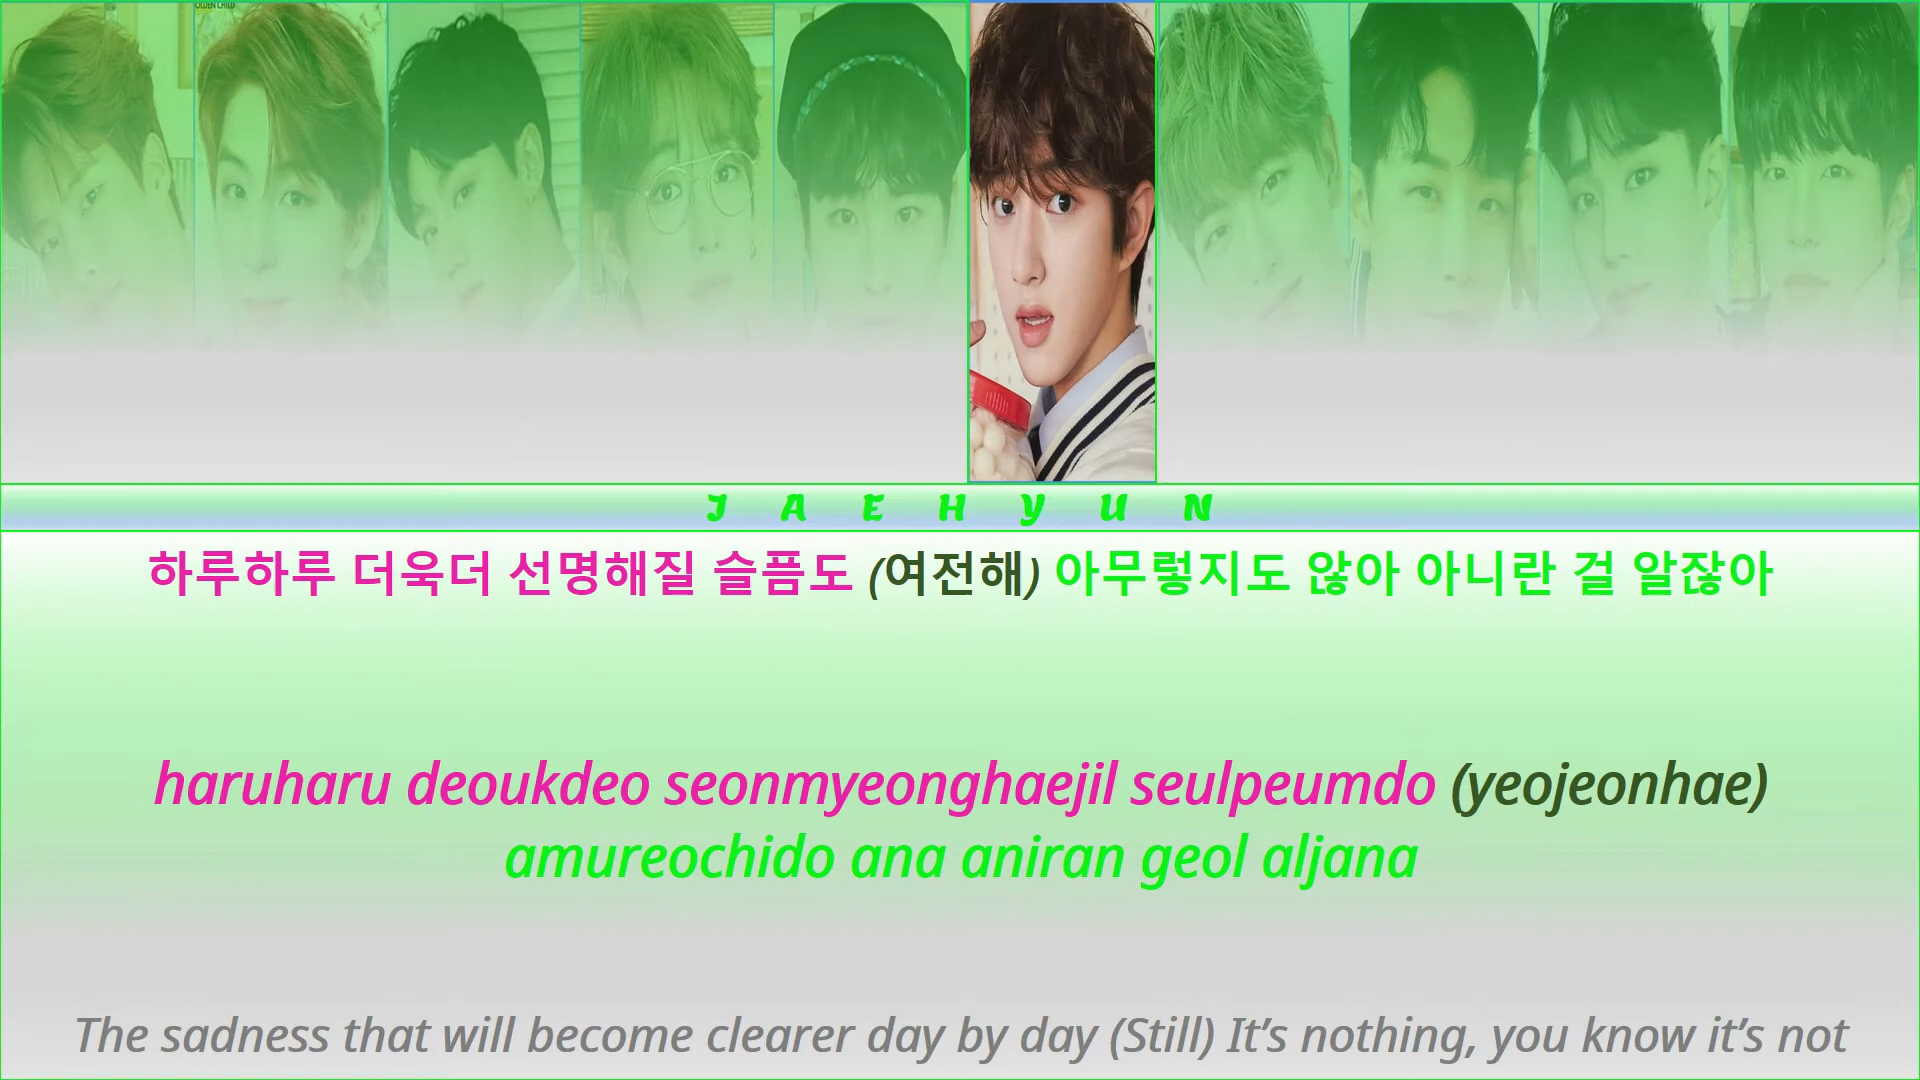 OLDEN CHILD
JAEHYUN
하루하루 더욱더 선명해질 슬픔도 (여전해) 아무렇지도 않아 아니란 걸 알잖아
haruharu deoukdeo seonmyeonghaejil seulpeumdo (yeojeonhae)
amureochido ana aniran geol aljana
The sadness that will become clearer day by day (Still) It’s nothing, you know it’s not